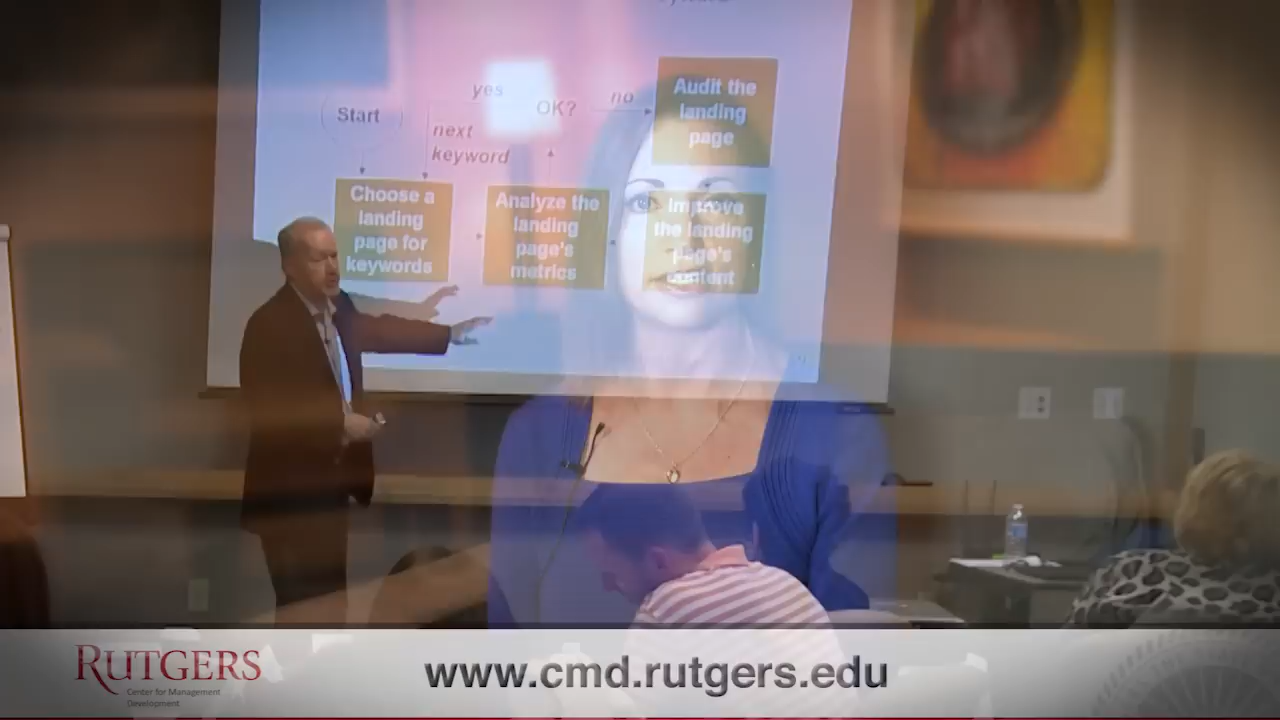 Start
yes
OK?
no
next
keyword
Audit the
landing
page
Choose a
landing
page for
keywords
Analyze the
landing
page's
metrics
Improve
the landing
page's
content
RUTGERS
Center for Management
Development
www.cmd.rutgers.edu